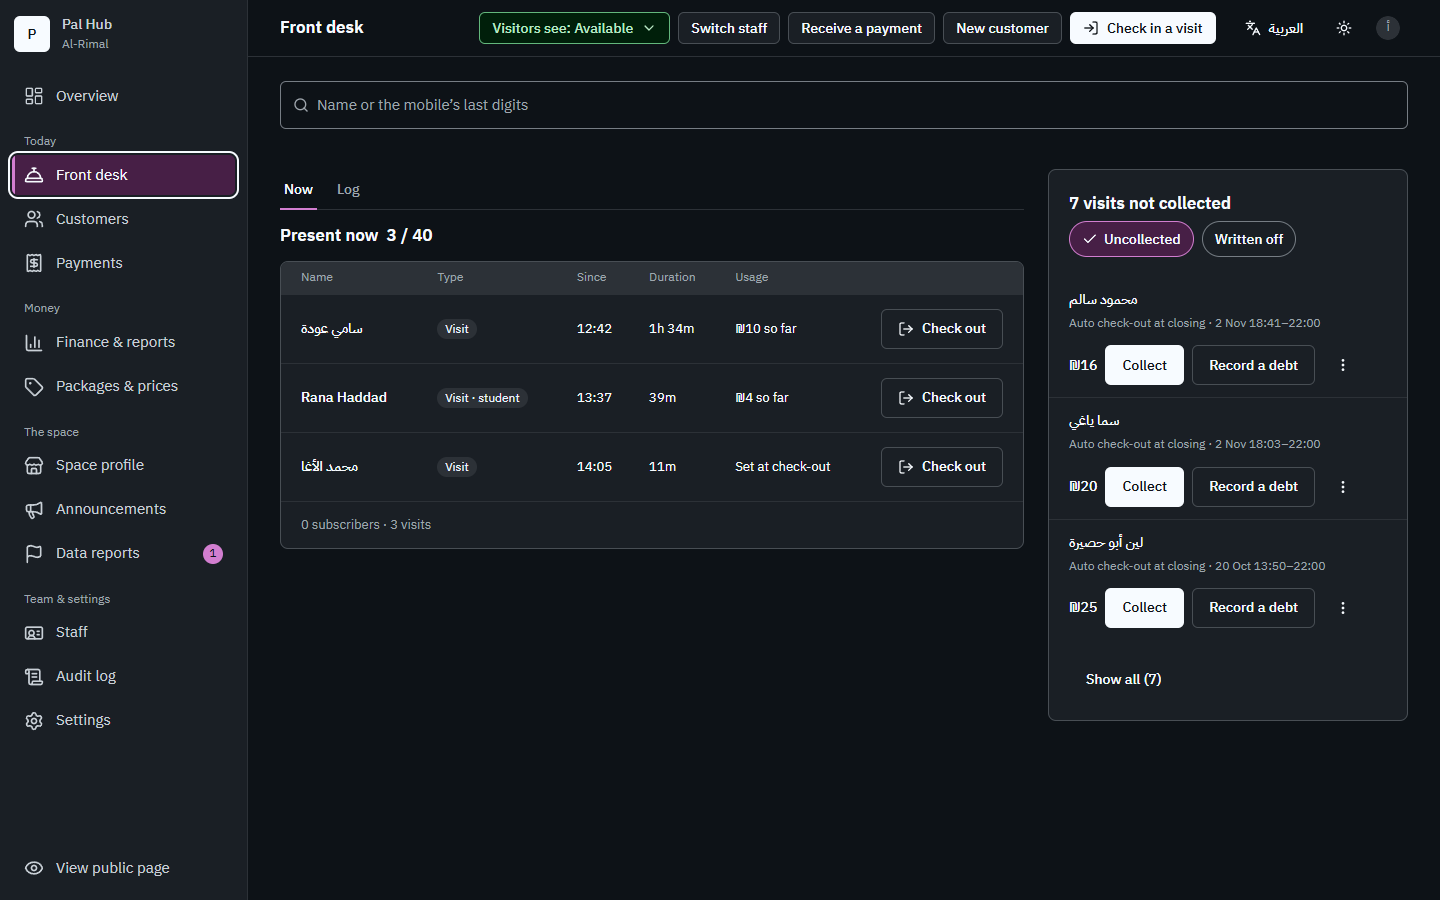 P
Pal Hub
Al-Rimal
Overview
Today
Front desk
Customers
Payments
Money
Finance & reports
Packages & prices
The space
Space profile
Announcements
Data reports 1
Team & settings
Staff
Audit log
Settings
View public page
Front desk
Visitors see: Available
Switch staff
Receive a payment
New customer
Check in a visit
العربية
أ
Name or the mobile’s last digits
Now Log
Present now 3 / 40
Name Type Since Duration Usage
سامي عودة Visit 12:42 1h 34m ₪10 so far Check out
Rana Haddad Visit · student 13:37 39m ₪4 so far Check out
محمد الأغا Visit 14:05 11m Set at check-out Check out
0 subscribers · 3 visits
7 visits not collected
Uncollected Written off
محمود سالم
Auto check-out at closing · 2 Nov 18:41–22:00
₪16 Collect Record a debt
سما ياغي
Auto check-out at closing · 2 Nov 18:03–22:00
₪20 Collect Record a debt
لين أبو حصيرة
Auto check-out at closing · 20 Oct 13:50–22:00
₪25 Collect Record a debt
Show all (7)